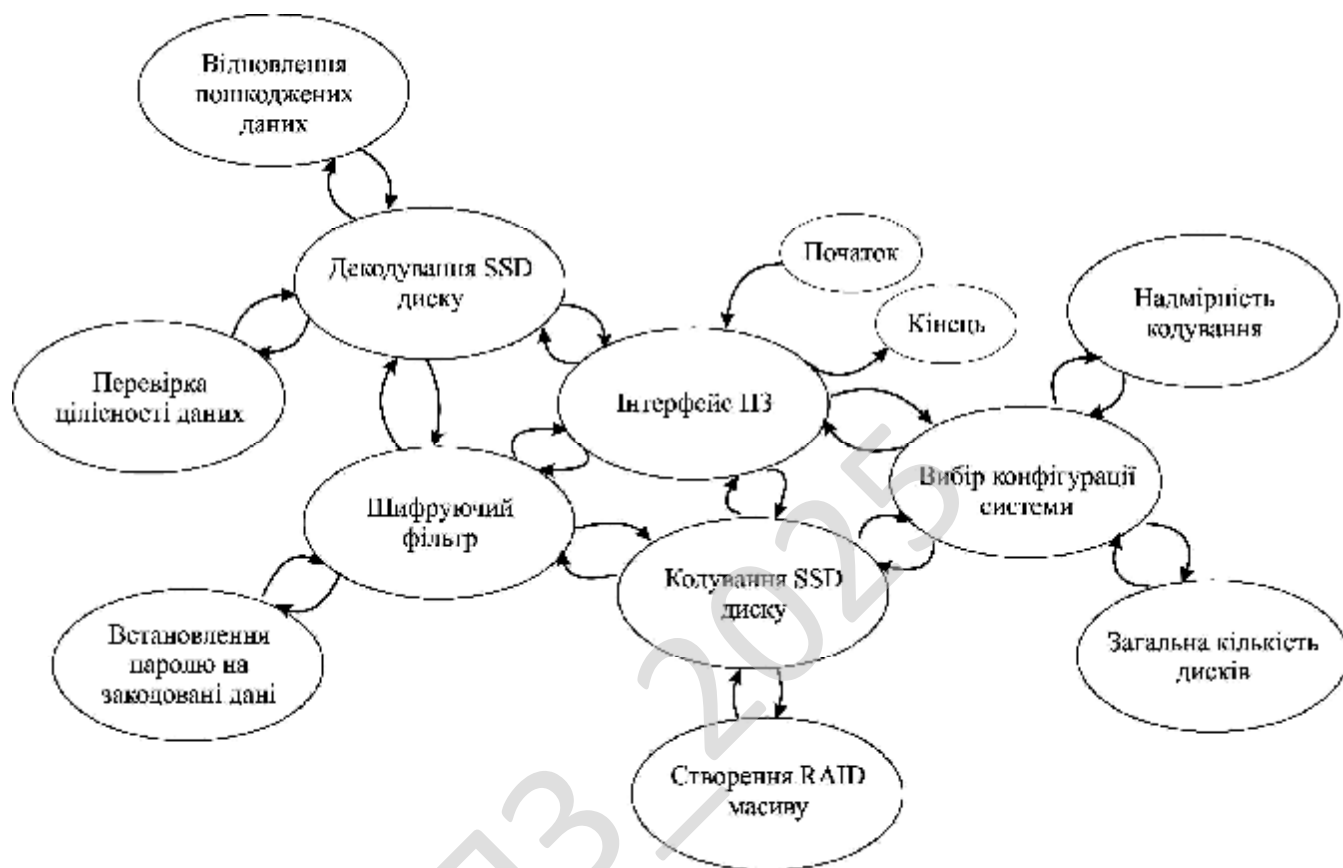 Відновлення
пошкоджених
даних
Декодування SSD
диску
Початок
Кінець
Надмірність
кодування
Перевірка
цілісності даних
Інтерфейс ПЗ
Вибір конфігурації
системи
Шифруючий
фільтр
Кодування SSD
диску
Встановлення
паролю на
закодовані дані
Загальна кількість
дисків
Створення RAID
масиву
ПЗ_2025